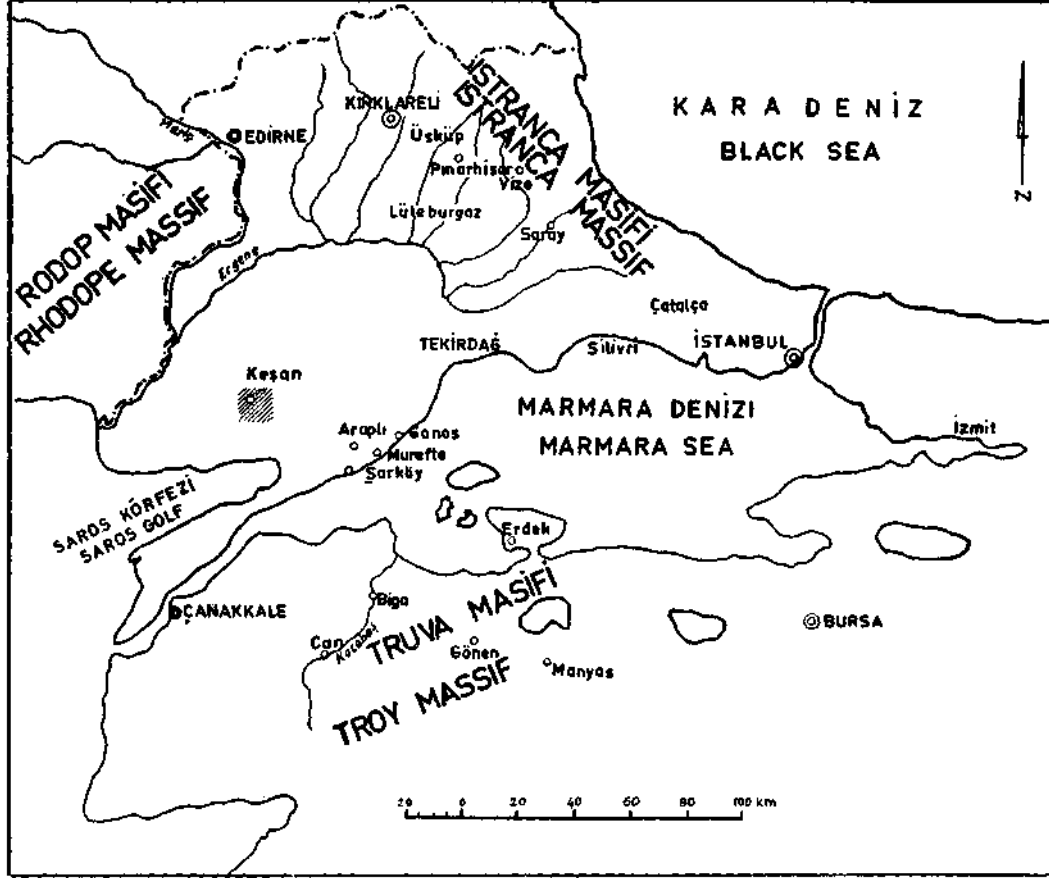 KARA DENİZ
BLACK SEA
N
ISTRANCA MASİFİ
ISTRANCA MASSIF
KIRKLARELİ
EDİRNE
Meriç
Üsküp
Pınarhisar
Vize
Lüleburgaz
Saray
RODOP MASİFİ
RHODOPE MASSIF
Ergene
Çatalça
TEKİRDAĞ
Silivri
İSTANBUL
Keşan
MARMARA DENİZİ
MARMARA SEA
İzmit
Araplı
Ganos
Murefte
Şarköy
SAROS KÖRFEZİ
SAROS GOLF
Erdek
ÇANAKKALE
Biga
TRUVA MASİFİ
TROY MASSIF
BURSA
Can
Kocabaş
Gönen
Manyas
20 0 20 40 60 80 100 km